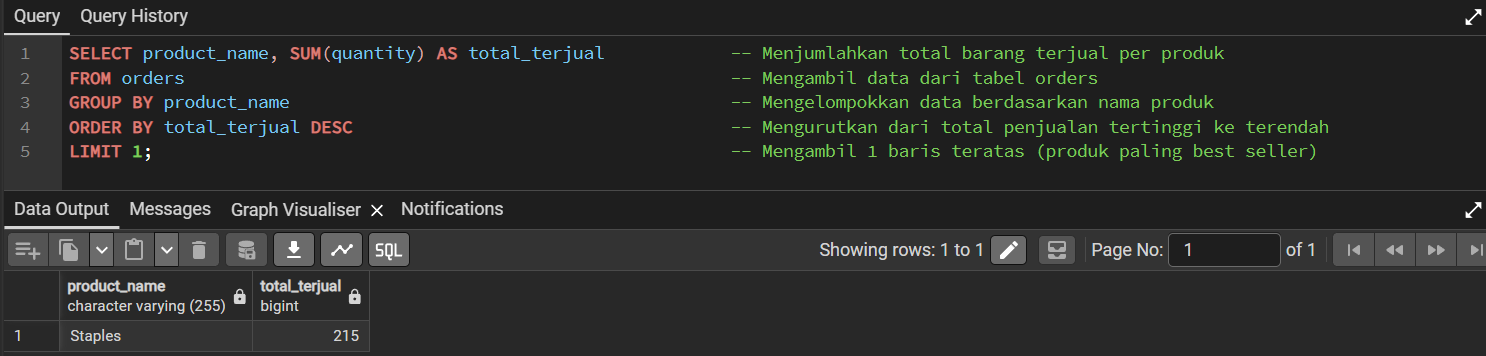 Query Query History
1 SELECT product_name, SUM(quantity) AS total_terjual -- Menjumlahkan total barang terjual per produk
2 FROM orders -- Mengambil data dari tabel orders
3 GROUP BY product_name -- Mengelompokkan data berdasarkan nama produk
4 ORDER BY total_terjual DESC -- Mengurutkan dari total penjualan tertinggi ke terendah
5 LIMIT 1; -- Mengambil 1 baris teratas (produk paling best seller)
Data Output Messages Graph Visualiser Notifications
SQL Showing rows: 1 to 1 Page No: 1 of 1
product_name total_terjual
character varying (255) bigint
1 Staples 215